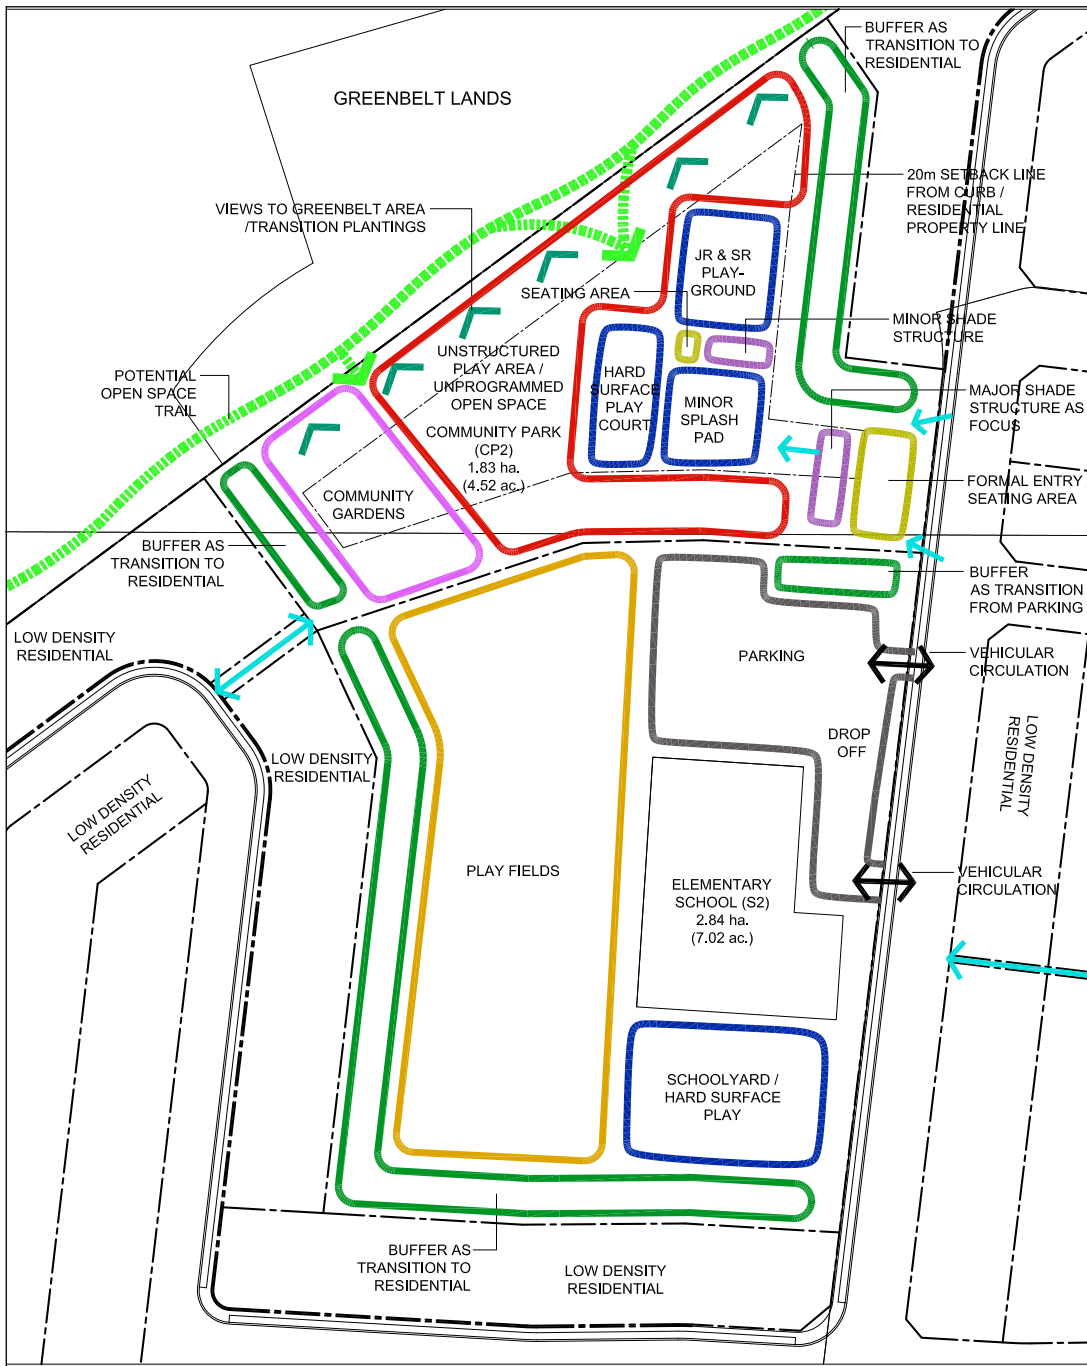 BUFFER AS
TRANSITION TO
RESIDENTIAL
GREENBELT LANDS
20m SETBACK LINE
FROM CURB /
RESIDENTIAL
PROPERTY LINE
VIEWS TO GREENBELT AREA
/TRANSITION PLANTINGS
JR & SR
PLAY-
GROUND
SEATING AREA
MINOR SHADE
STRUCTURE
UNSTRUCTURED
PLAY AREA /
UNPROGRAMMED
OPEN SPACE
HARD
SURFACE
PLAY
COURT
POTENTIAL
OPEN SPACE
TRAIL
MAJOR SHADE
STRUCTURE AS
FOCUS
MINOR
SPLASH
PAD
COMMUNITY PARK
(CP2)
1.83 ha.
(4.52 ac.)
FORMAL ENTRY
SEATING AREA
COMMUNITY
GARDENS
BUFFER AS
TRANSITION TO
RESIDENTIAL
BUFFER
AS TRANSITION
FROM PARKING
LOW DENSITY
RESIDENTIAL
PARKING
VEHICULAR
CIRCULATION
DROP
OFF
LOW DENSITY
RESIDENTIAL
LOW DENSITY
RESIDENTIAL
LOW DENSITY
RESIDENTIAL
PLAY FIELDS
VEHICULAR
CIRCULATION
ELEMENTARY
SCHOOL (S2)
2.84 ha.
(7.02 ac.)
SCHOOLYARD /
HARD SURFACE
PLAY
BUFFER AS
TRANSITION TO
RESIDENTIAL
LOW DENSITY
RESIDENTIAL